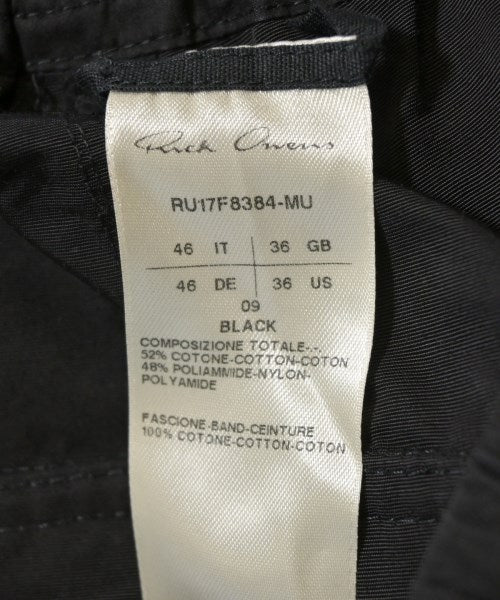 Rick Owens
RU17F8384-MU
46 IT 36 GB
46 DE 36 US
09
BLACK
COMPOSIZIONE TOTALE-.-.
52% COTONE-COTTON-COTON
48% POLIAMMIDE-NYLON-
POLYAMIDE
FASCIONE-BAND-CEINTURE
100% COTONE-COTTON-COTON